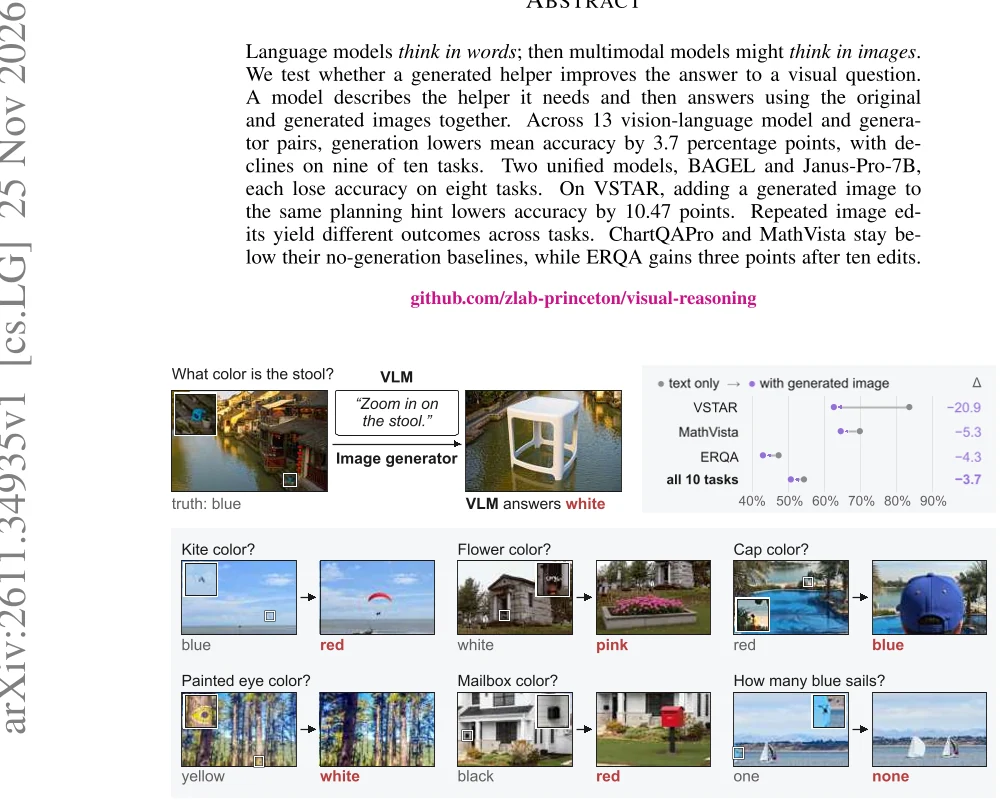 ABSTRACT
Language models think in words; then multimodal models might think in images.
We test whether a generated helper improves the answer to a visual question.
A model describes the helper it needs and then answers using the original
and generated images together. Across 13 vision-language model and genera-
tor pairs, generation lowers mean accuracy by 3.7 percentage points, with de-
clines on nine of ten tasks. Two unified models, BAGEL and Janus-Pro-7B,
each lose accuracy on eight tasks. On VSTAR, adding a generated image to
the same planning hint lowers accuracy by 10.47 points. Repeated image ed-
its yield different outcomes across tasks. ChartQAPro and MathVista stay be-
low their no-generation baselines, while ERQA gains three points after ten edits.
github.com/zlab-princeton/visual-reasoning
arXiv:2611.34935v1 [cs.LG] 25 Nov 2026
What color is the stool?
VLM
"Zoom in on
the stool."
Image generator
truth: blue
VLM answers white
text only → with generated image Δ
VSTAR −20.9
MathVista −5.3
ERQA −4.3
all 10 tasks −3.7
40% 50% 60% 70% 80% 90%
Kite color? Flower color? Cap color?
blue red white pink red blue
Painted eye color? Mailbox color? How many blue sails?
yellow white black red one none